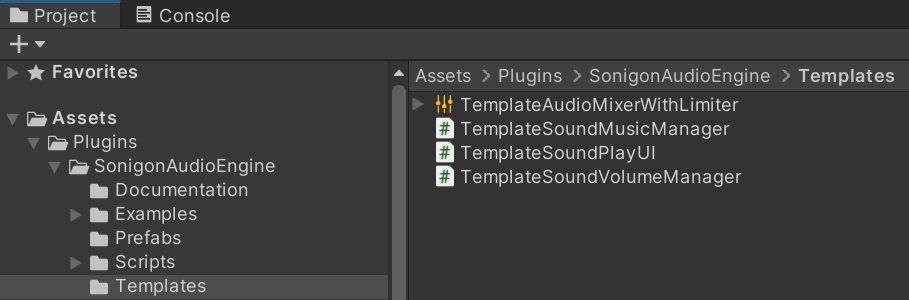 Project Console
Favorites
Assets
Plugins
SonigonAudioEngine
Documentation
Examples
Prefabs
Scripts
Templates
Assets > Plugins > SonigonAudioEngine > Templates
TemplateAudioMixerWithLimiter
TemplateSoundMusicManager
TemplateSoundPlayUI
TemplateSoundVolumeManager